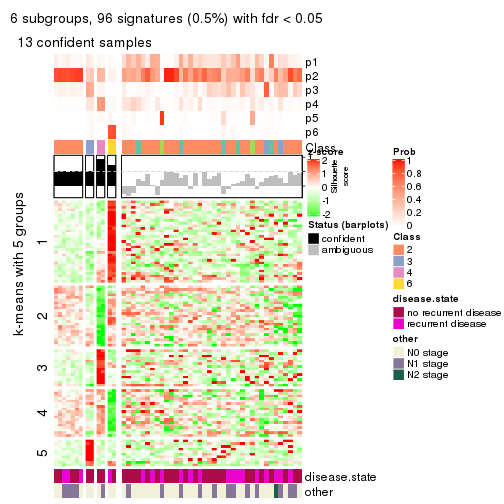 6 subgroups, 96 signatures (0.5%) with fdr < 0.05
13 confident samples
p1
p2
p3
p4
p5
p6
Class
z-score
2
1
0
-1
-2
Silhouette
score
Prob
1
0.8
0.6
0.4
0.2
0
Status (barplots)
confident
ambiguous
Class
2
3
4
6
disease.state
no recurrent disease
recurrent disease
other
N0 stage
N1 stage
N2 stage
k-means with 5 groups
1
2
3
4
5
disease.state
other